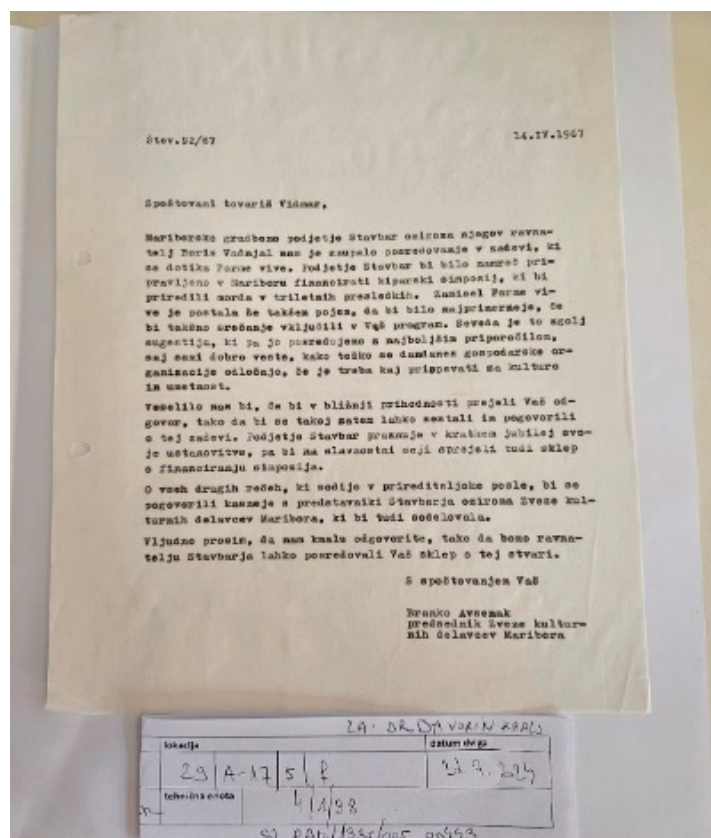 Štev.92/67 14.IV.1967
Spoštovani tovariš Vidmar,
Mariborsko gradbeno podjetje Stavbar oziroma njegov ravna-
telj Boris Vadnjal nam je zaupalo posredovanje v zadevi, ki
se dotika Forme vive. Podjetje Stavbar bi bilo namreč pri-
pravljeno v Mariboru financirati kiparski simpozij, ki bi
priredili morda v triletnih presledkih. Zamisel Forme vi-
ve je postala že takšen pojem, da bi bilo najprimerneje, če
bi takšno srečanje vključili v Vaš program. Seveda je to zgolj
sugestija, ki pa jo posredujemo z najboljšim priporočilom,
saj sami dobro veste, kako težko se dandanes gospodarske or-
ganizacije odločajo, če je treba kaj prispevati za kulturo
in umetnost.
Veselilo nas bi, če bi v bližnji prihodnosti prejeli Vaš od-
govor, tako da bi se takoj zatem lahko sestali in pogovorili
o tej zadevi. Podjetje Stavbar praznuje v kratkem jubilej svo-
je ustanovitve, pa bi na slavnostni seji sprejeli tudi sklep
o financiranju simpozija.
O vseh drugih rečeh, ki sodijo v prirediteljske posle, bi se
pogovorili kasneje s predstavniki Stavbarja oziroma Zveze kul-
turnih delavcev Maribora, ki bi tudi sodelovala.
Vljudno prosim, da nam kmalu odgovorite, tako da bomo ravna-
telju Stavbarja lahko posredovali Vaš sklep o tej stvari.
S spoštovanjem Vaš
Branko Avsenak
predsednik Zveze kultur-
nih delavcev Maribora
ZA: DR. DAVORIN
lokacija datum dviga
29 A-17 5 f
tehnična enota 4/1/98